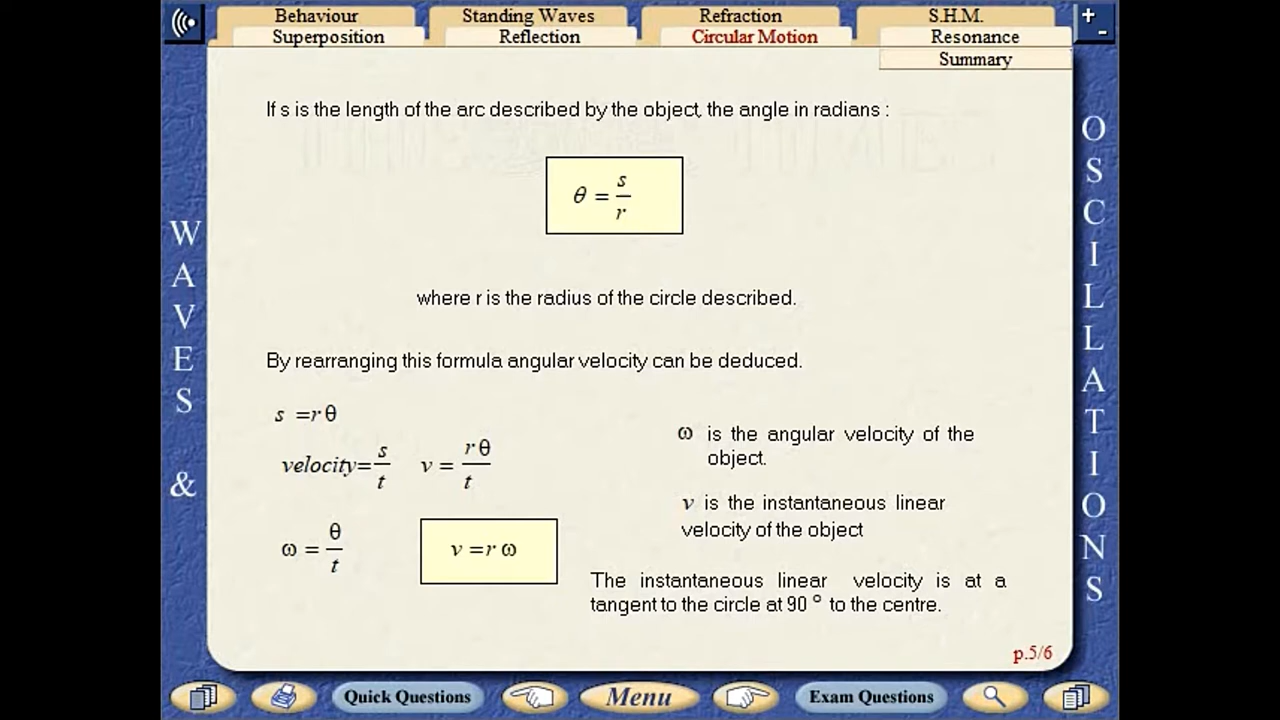 Behaviour Standing Waves Refraction S.H.M.
Superposition Reflection Circular Motion Resonance
Summary
+ -
If s is the length of the arc described by the object, the angle in radians :
θ = s/r
where r is the radius of the circle described.
By rearranging this formula angular velocity can be deduced.
s =rθ
velocity= s/t v = rθ/t
ω = θ/t v =r ω
ω is the angular velocity of the
object.
v is the instantaneous linear
velocity of the object
The instantaneous linear velocity is at a
tangent to the circle at 90 ° to the centre.
p.5/6
WAVES &
OSCILLATIONS
Quick Questions Menu Exam Questions